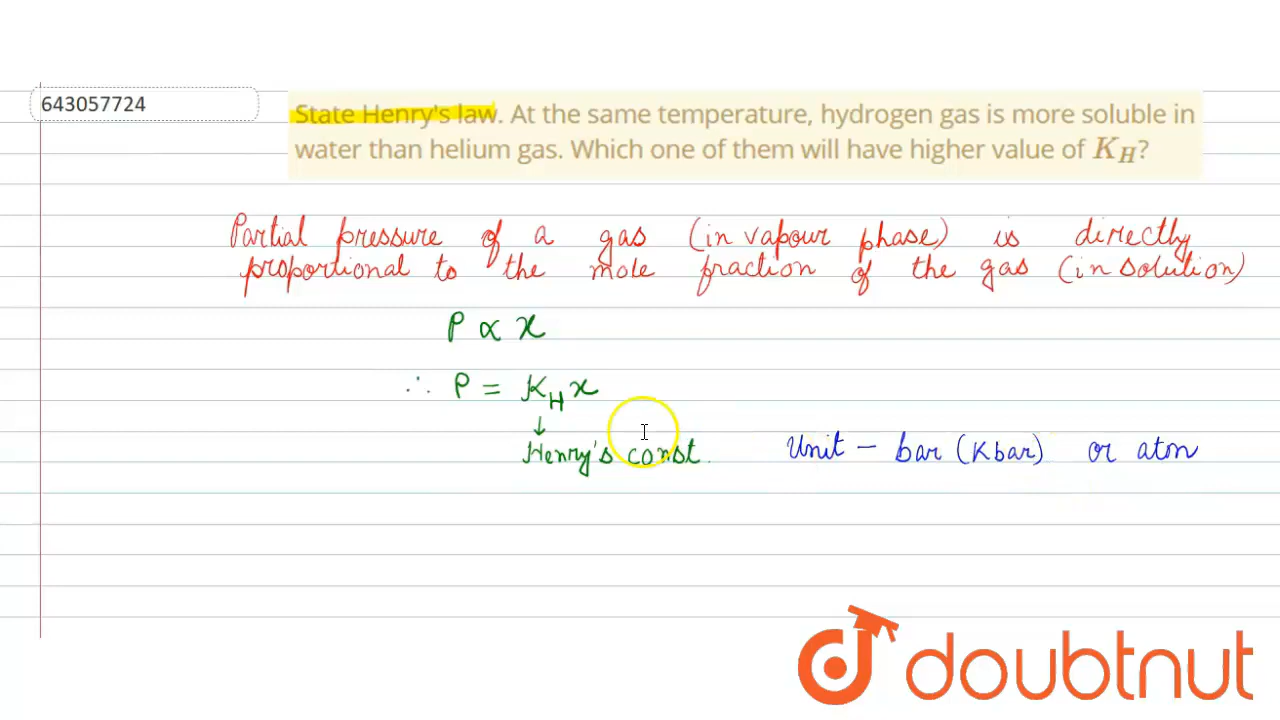 643057724
State Henry's law. At the same temperature, hydrogen gas is more soluble in
water than helium gas. Which one of them will have higher value of K_H?
Partial pressure of a gas (in vapour phase) is directly
proportional to the mole fraction of the gas (in solution)
P ∝ x
∴ P = K_H x
↓
Henry's const. Unit – bar (Kbar) or atm
doubtnut